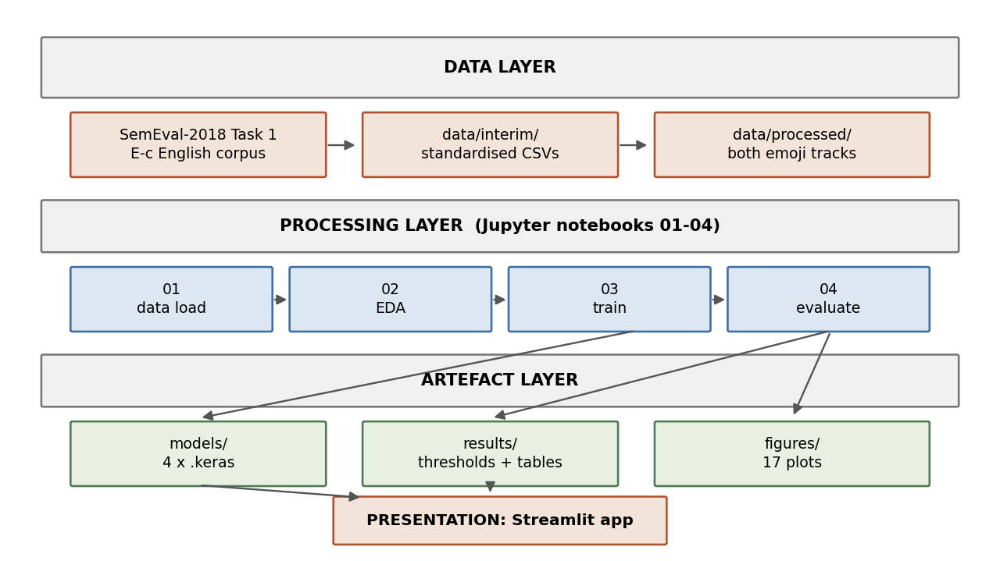 DATA LAYER
SemEval-2018 Task 1
E-c English corpus
data/interim/
standardised CSVs
data/processed/
both emoji tracks
PROCESSING LAYER  (Jupyter notebooks 01-04)
01
data load
02
EDA
03
train
04
evaluate
ARTEFACT LAYER
models/
4 x .keras
results/
thresholds + tables
figures/
17 plots
PRESENTATION: Streamlit app